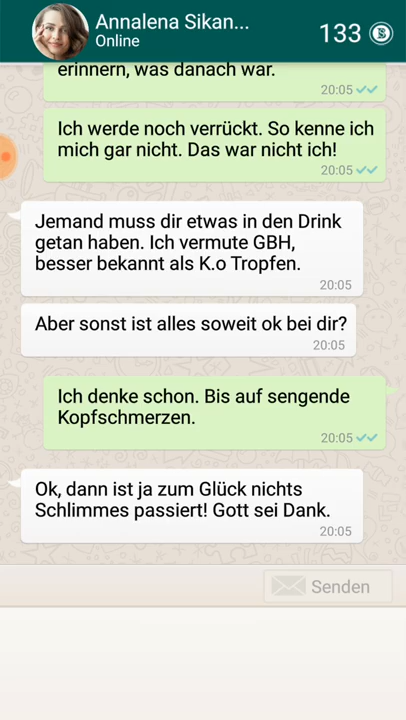 Annalena Sikan...
Online
133
erinnern, was danach war.
20:05
Ich werde noch verrückt. So kenne ich
mich gar nicht. Das war nicht ich!
20:05
Jemand muss dir etwas in den Drink
getan haben. Ich vermute GBH,
besser bekannt als K.o Tropfen.
20:05
Aber sonst ist alles soweit ok bei dir?
20:05
Ich denke schon. Bis auf sengende
Kopfschmerzen.
20:05
Ok, dann ist ja zum Glück nichts
Schlimmes passiert! Gott sei Dank.
20:05
Senden